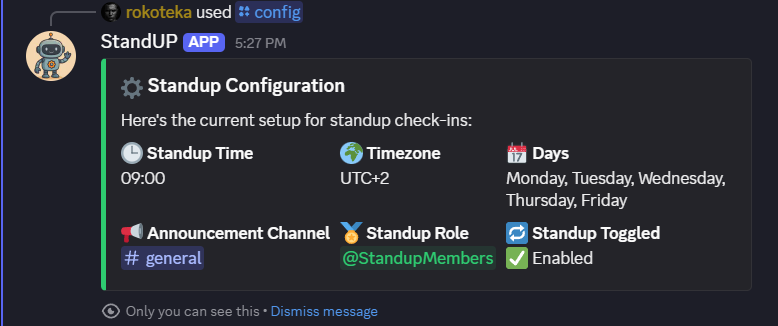 rokoteka used config
StandUP APP 5:27 PM
Standup Configuration
Here's the current setup for standup check-ins:
Standup Time Timezone JUL 17 Days
09:00 UTC+2 Monday, Tuesday, Wednesday,
Thursday, Friday
Announcement Channel Standup Role Standup Toggled
# general @StandupMembers Enabled
Only you can see this • Dismiss message